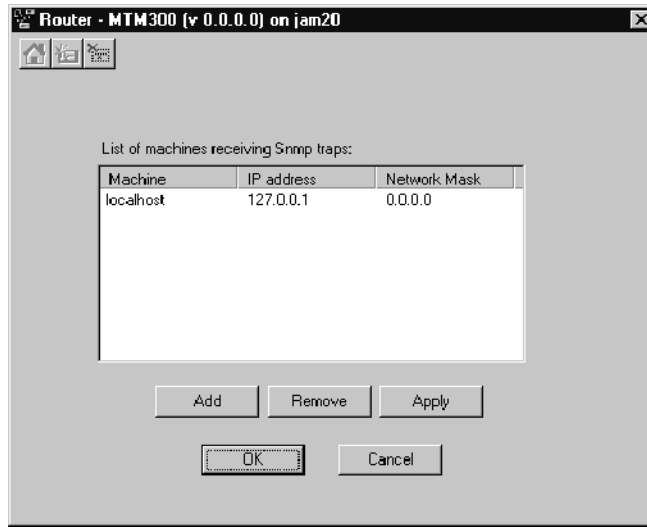 Router - MTM300 (v 0.0.0.0) on jam20
List of machines receiving Snmp traps:
Machine IP address Network Mask
localhost 127.0.0.1 0.0.0.0
Add Remove Apply
OK Cancel